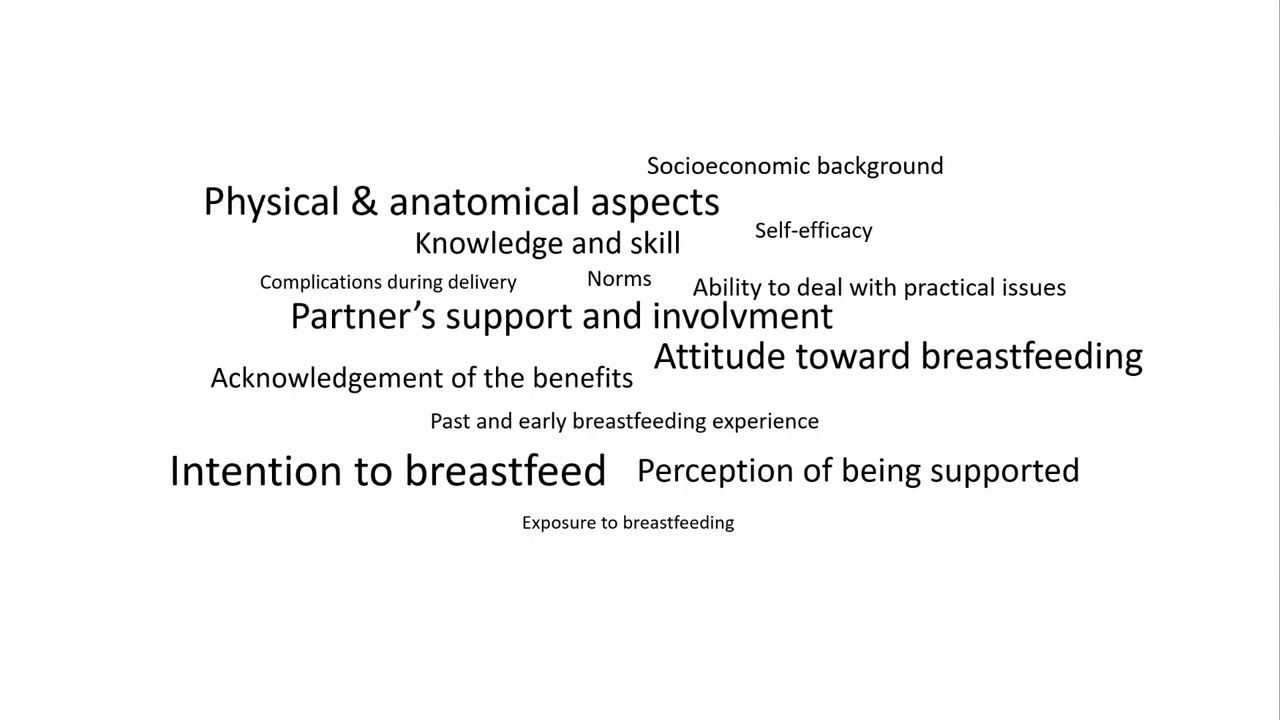 Socioeconomic background
Physical & anatomical aspects
Self-efficacy
Knowledge and skill
Complications during delivery
Norms
Ability to deal with practical issues
Partner’s support and involvment
Attitude toward breastfeeding
Acknowledgement of the benefits
Past and early breastfeeding experience
Intention to breastfeed
Perception of being supported
Exposure to breastfeeding